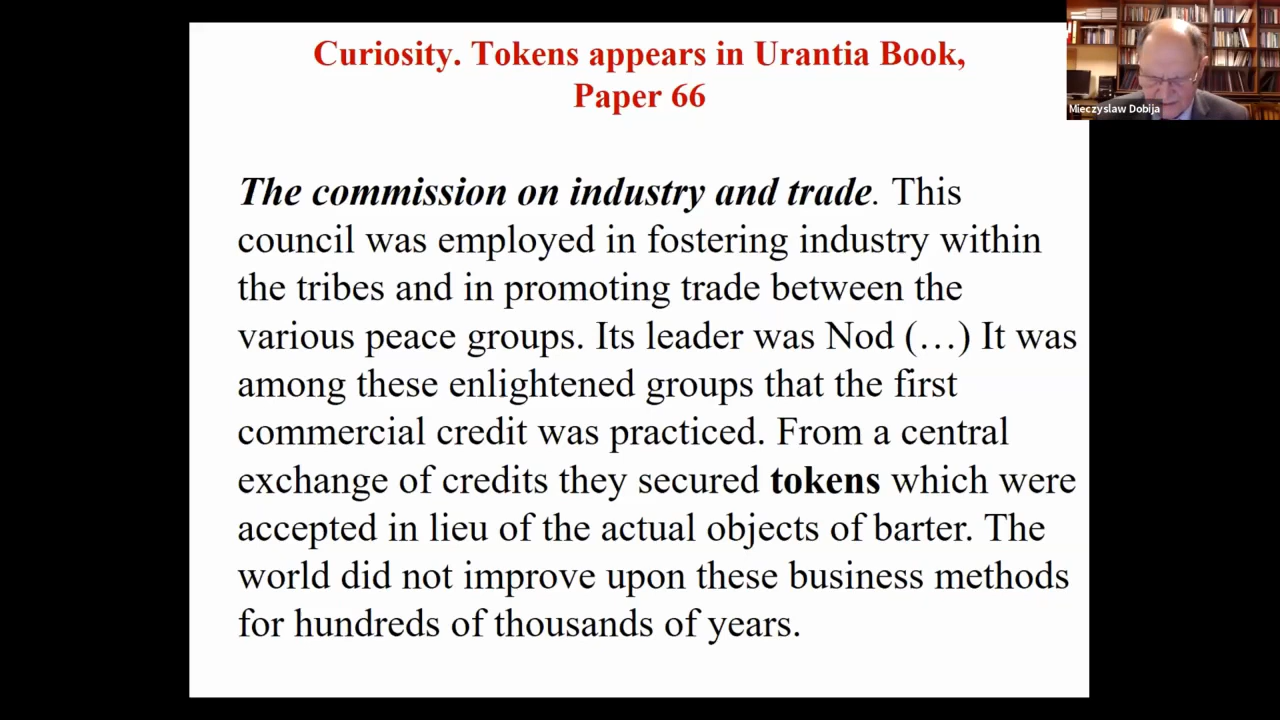 Curiosity. Tokens appears in Urantia Book,
Paper 66
Mieczyslaw Dobija
The commission on industry and trade. This
council was employed in fostering industry within
the tribes and in promoting trade between the
various peace groups. Its leader was Nod (…) It was
among these enlightened groups that the first
commercial credit was practiced. From a central
exchange of credits they secured tokens which were
accepted in lieu of the actual objects of barter. The
world did not improve upon these business methods
for hundreds of thousands of years.